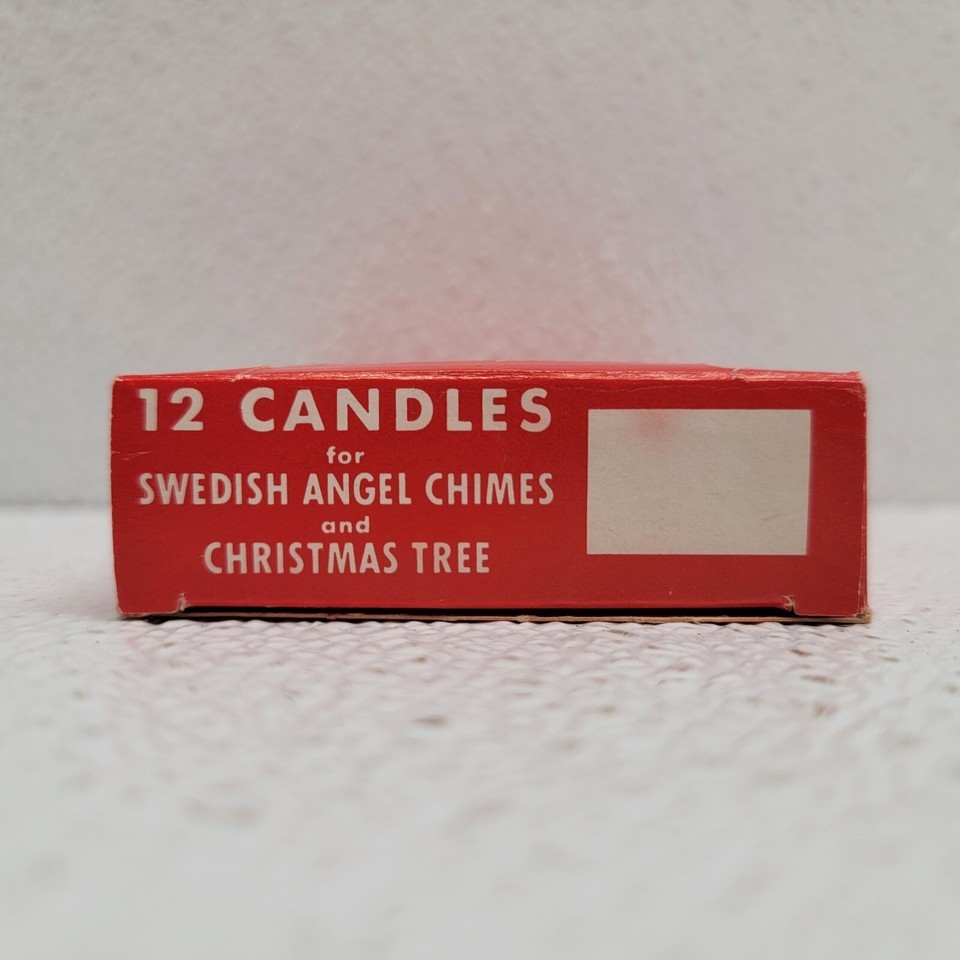 12 CANDLES
for
SWEDISH ANGEL CHIMES
and
CHRISTMAS TREE